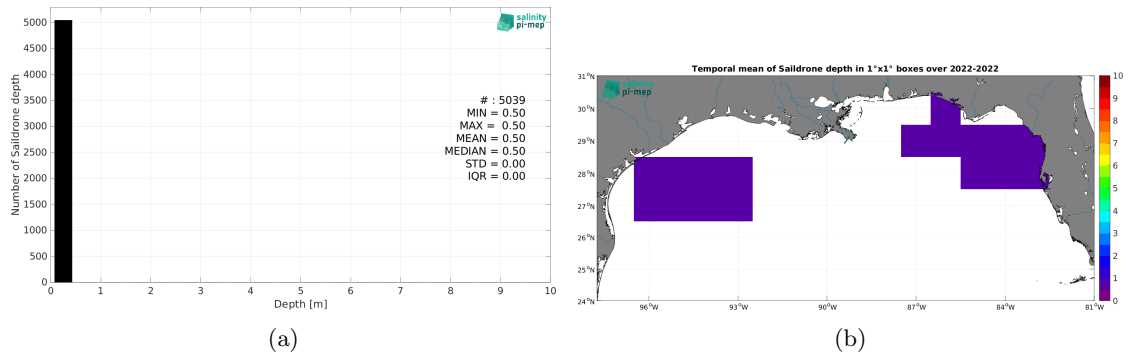 salinity
pi-mep
5000
4500
4000
3500
3000
2500
2000
1500
1000
500
0
Number of Saildrone depth
# : 5039
MIN = 0.50
MAX = 0.50
MEAN = 0.50
MEDIAN = 0.50
STD = 0.00
IQR = 0.00
0 1 2 3 4 5 6 7 8 9 10
Depth [m]
(a)
Temporal mean of Saildrone depth in 1°x1° boxes over 2022-2022
salinity
pi-mep
31°N
30°N
29°N
28°N
27°N
26°N
25°N
24°N
96°W 93°W 90°W 87°W 84°W 81°W
10
9
8
7
6
5
4
3
2
1
0
(b)